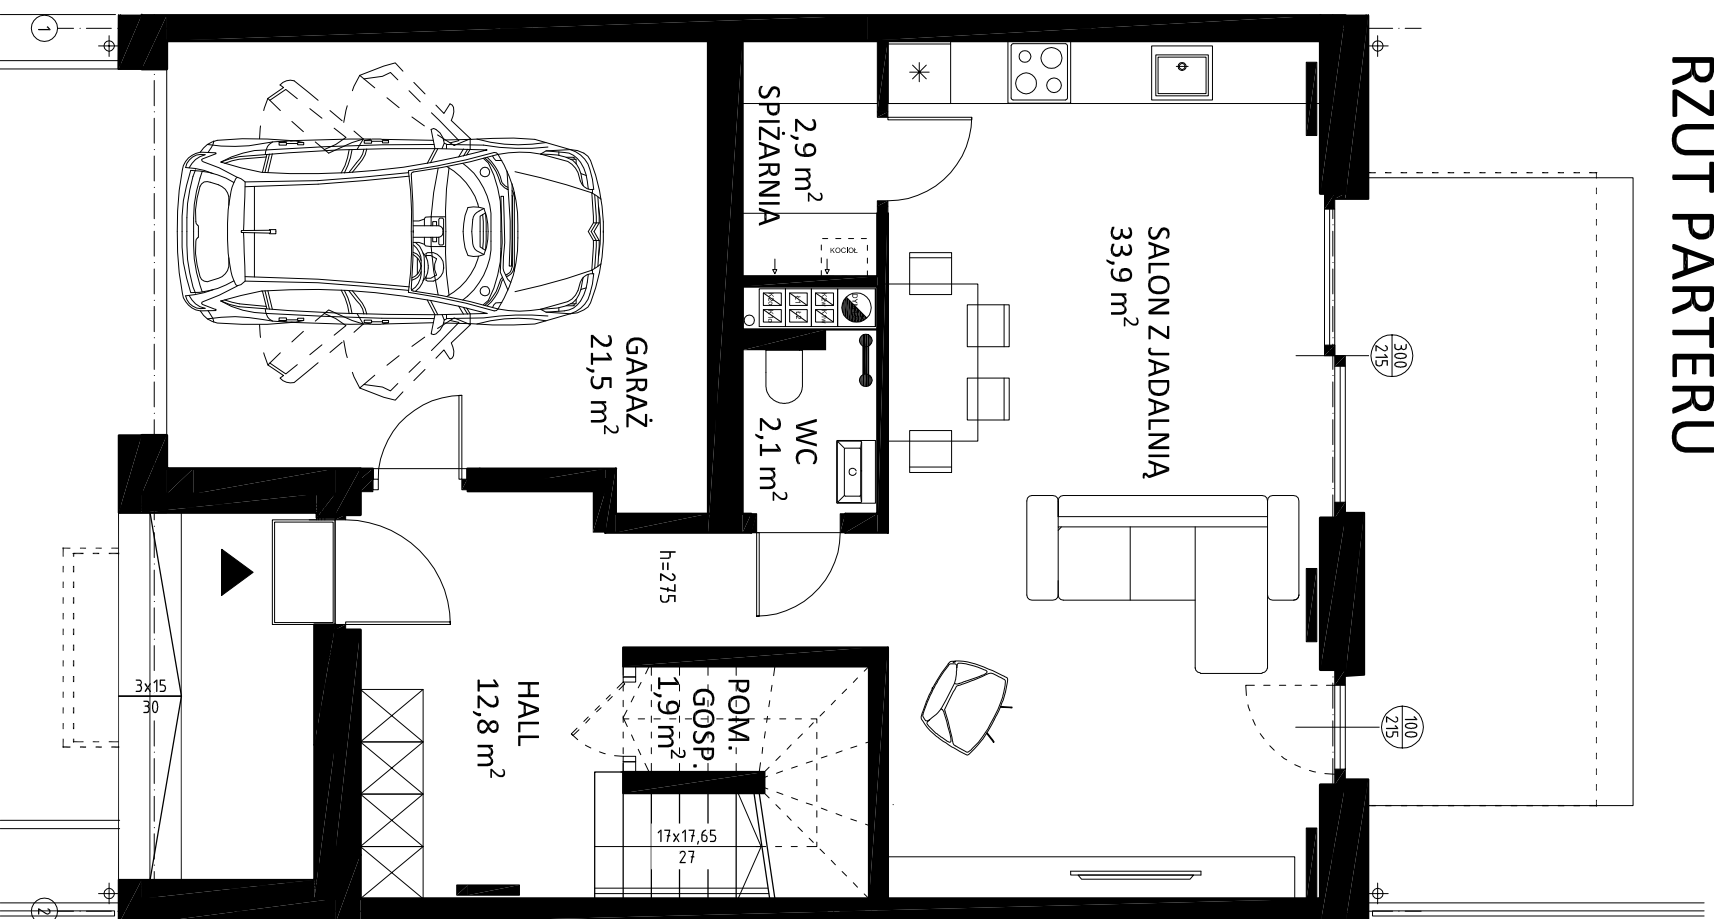 RZUT PARTERU
1
SPIŻARNIA
2,9 m²
KOCIOŁ
SALON Z JADALNIĄ
33,9 m²
300
215
GARAŻ
21,5 m²
WC
2,1 m²
h=275
HALL
12,8 m²
POM.
GOSP.
1,9 m²
100
215
3x15
30
17x17,65
27
2